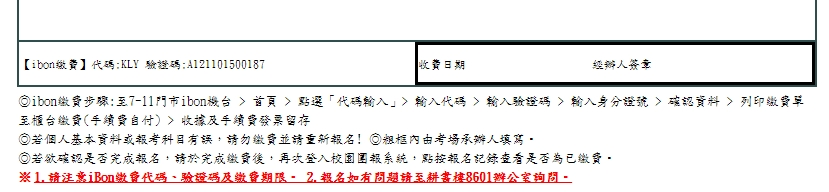 【ibon繳費】代碼:KLY 驗證碼:A121101500187
收費日期 經辦人簽章
◎ibon繳費步驟:至7-11門市ibon機台 > 首頁 > 點選「代碼輸入」> 輸入代碼 > 輸入驗證碼 > 輸入身分證號 > 確認資料 > 列印繳費單
至櫃台繳費(手續費自付) > 收據及手續費發票留存
◎若個人基本資料或報考科目有誤，請勿繳費並請重新報名! ◎粗框內由考場承辦人填寫。
◎若欲確認是否完成報名，請於完成繳費後，再次登入校園團報系統，點按報名記錄查看是否為已繳費。
※ 1.請注意iBon繳費代碼、驗證碼及繳費期限。 2.報名如有問題請至耕書樓8601辦公室詢問。